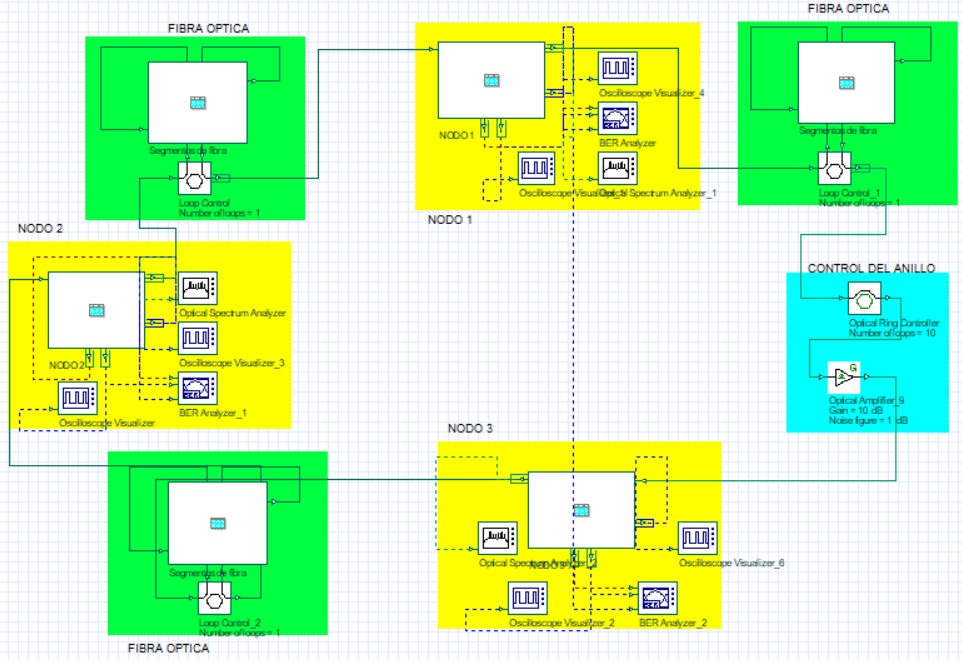 FIBRA OPTICA
Segmentos de fibra
Loop Control
Number of loops = 1
NODO 1
Oscilloscope Visualizer_4
BER Analyzer
Optical Spectrum Analyzer_1
NODO 1
FIBRA OPTICA
Segmentos de fibra
Loop Control_1
Number of loops = 1
NODO 2
Optical Spectrum Analyzer
Oscilloscope Visualizer_3
NODO 2
BER Analyzer_1
Oscilloscope Visualizer
CONTROL DEL ANILLO
Optical Ring Controller
Number of loops = 10
G
Optical Amplifier_9
Gain = 10 dB
Noise figure = 1 dB
Segmentos de fibra
Loop Control_2
Number of loops = 1
FIBRA OPTICA
NODO 3
Oscilloscope Visualizer_6
Oscilloscope Visualizer_2
BER Analyzer_2